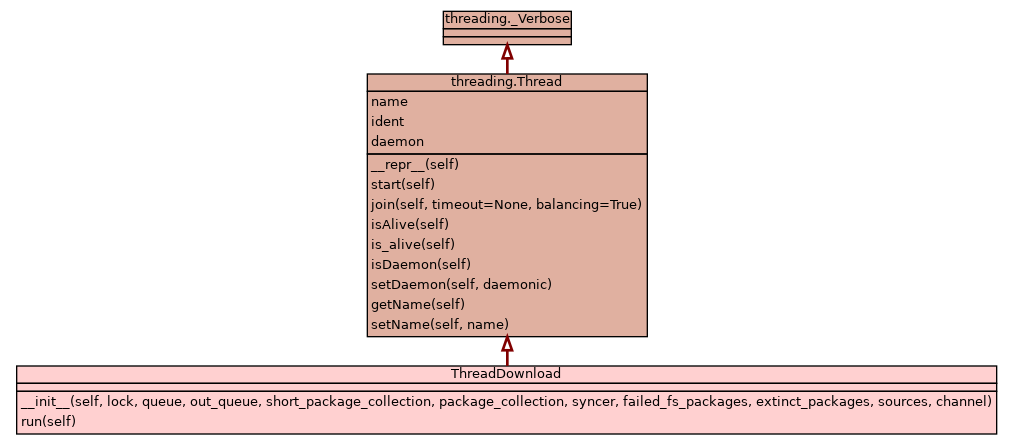 threading._Verbose
threading.Thread
name
ident
daemon
__repr__(self)
start(self)
join(self, timeout=None, balancing=True)
isAlive(self)
is_alive(self)
isDaemon(self)
setDaemon(self, daemonic)
getName(self)
setName(self, name)
ThreadDownload
__init__(self, lock, queue, out_queue, short_package_collection, package_collection, syncer, failed_fs_packages, extinct_packages, sources, channel)
run(self)